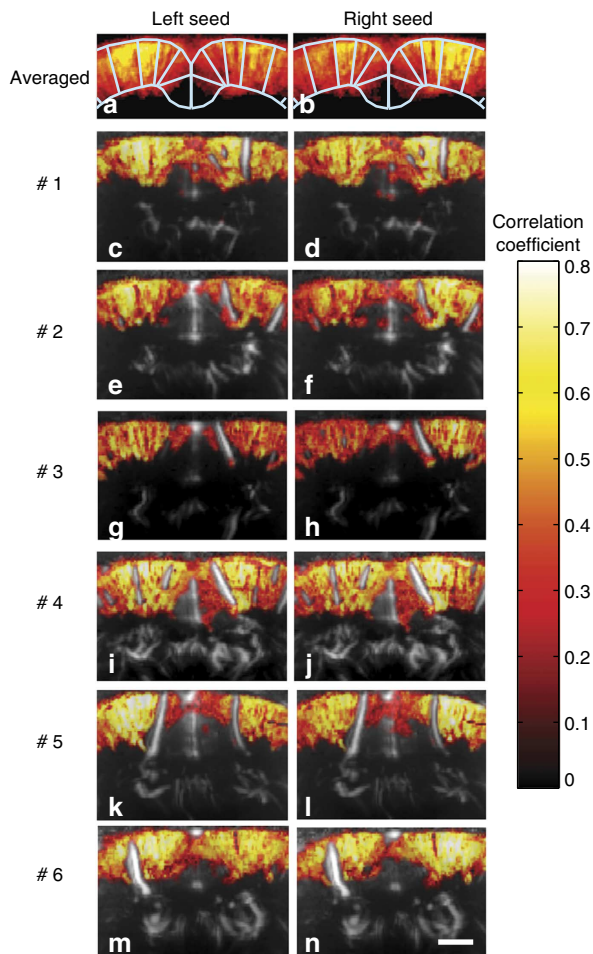 Left seed
Right seed
Averaged
a
b
# 1
c
d
Correlation
coefficient
0.8
# 2
e
f
0.7
0.6
# 3
g
h
0.5
0.4
# 4
i
j
0.3
0.2
# 5
k
l
0.1
0
# 6
m
n